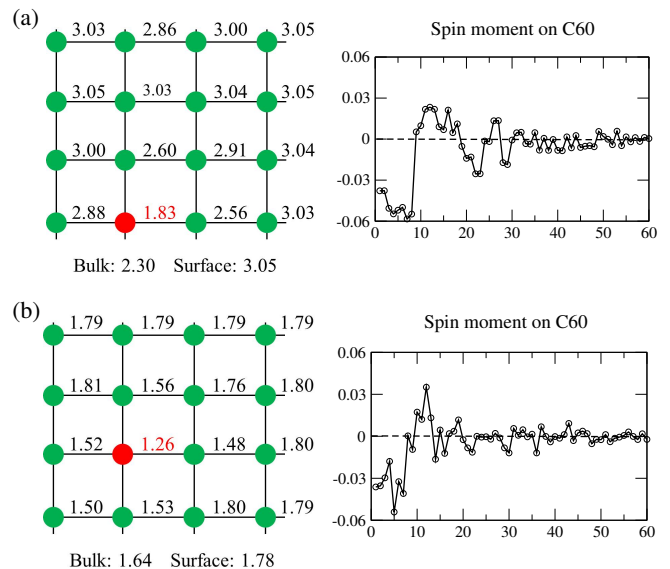 (a)
3.03 2.86 3.00 3.05
3.05 3.03 3.04 3.05
3.00 2.60 2.91 3.04
2.88 1.83 2.56 3.03
Bulk: 2.30 Surface: 3.05
Spin moment on C60
0.06
0.03
0
-0.03
-0.06
0 10 20 30 40 50 60
(b)
1.79 1.79 1.79 1.79
1.81 1.56 1.76 1.80
1.52 1.26 1.48 1.80
1.50 1.53 1.80 1.79
Bulk: 1.64 Surface: 1.78
Spin moment on C60
0.06
0.03
0
-0.03
-0.06
0 10 20 30 40 50 60